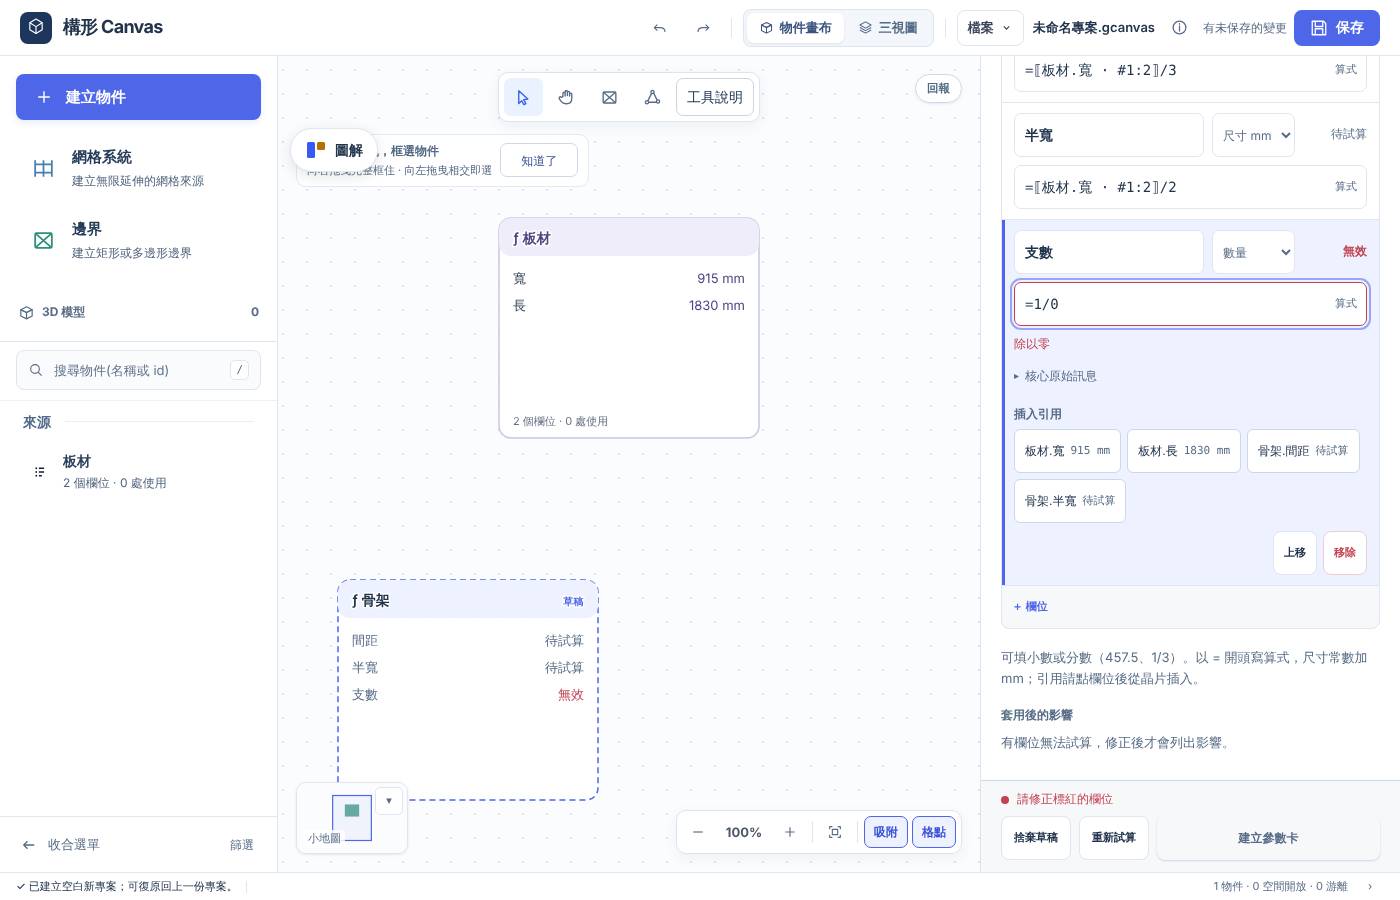 構形 Canvas
物件畫布
三視圖
檔案
未命名專案.gcanvas
有未保存的變更
保存
建立物件
網格系統
建立無限延伸的網格來源
邊界
建立矩形或多邊形邊界
3D 模型
0
搜尋物件(名稱或 id)
/
來源
板材
2 個欄位 · 0 處使用
收合選單
篩選
工具說明
回報
圖解
，框選物件
完整框住 · 向左拖曳相交即選
知道了
ƒ 板材
寬
915 mm
長
1830 mm
2 個欄位 · 0 處使用
ƒ 骨架
草稿
間距
待試算
半寬
待試算
支數
無效
小地圖
100%
吸附
格點
=⟦板材.寬 · #1:2⟧/3
算式
半寬
尺寸 mm
待試算
=⟦板材.寬 · #1:2⟧/2
算式
支數
數量
無效
=1/0
算式
除以零
▸ 核心原始訊息
插入引用
板材.寬 915 mm
板材.長 1830 mm
骨架.間距 待試算
骨架.半寬 待試算
上移
移除
+ 欄位
可填小數或分數（457.5、1/3）。以 = 開頭寫算式，尺寸常數加
mm；引用請點欄位後從晶片插入。
套用後的影響
有欄位無法試算，修正後才會列出影響。
請修正標紅的欄位
捨棄草稿
重新試算
建立參數卡
✓ 已建立空白新專案；可復原回上一份專案。
1 物件 · 0 空間開放 · 0 游離